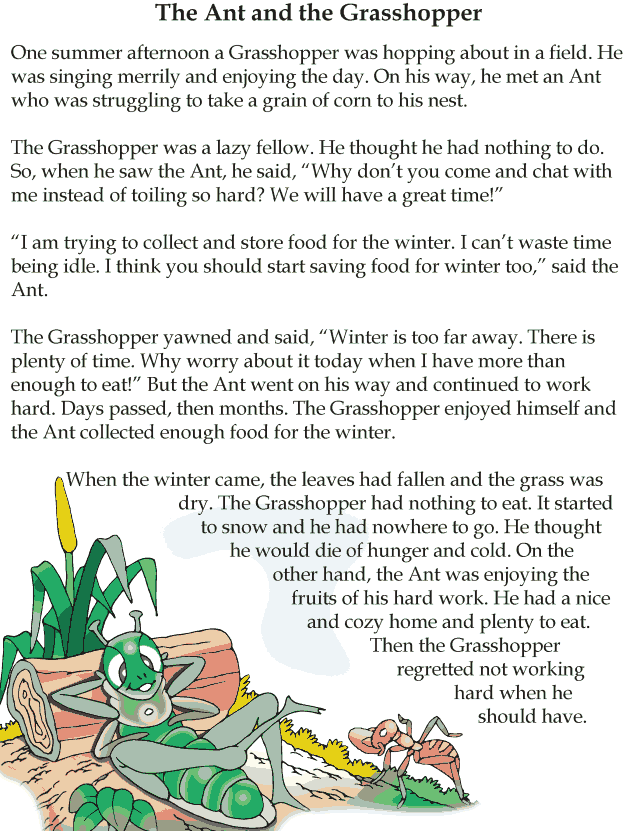 The Ant and the Grasshopper
One summer afternoon a Grasshopper was hopping about in a field. He
was singing merrily and enjoying the day. On his way, he met an Ant
who was struggling to take a grain of corn to his nest.
The Grasshopper was a lazy fellow. He thought he had nothing to do.
So, when he saw the Ant, he said, “Why don’t you come and chat with
me instead of toiling so hard? We will have a great time!”
“I am trying to collect and store food for the winter. I can’t waste time
being idle. I think you should start saving food for winter too,” said the
Ant.
The Grasshopper yawned and said, “Winter is too far away. There is
plenty of time. Why worry about it today when I have more than
enough to eat!” But the Ant went on his way and continued to work
hard. Days passed, then months. The Grasshopper enjoyed himself and
the Ant collected enough food for the winter.
When the winter came, the leaves had fallen and the grass was
dry. The Grasshopper had nothing to eat. It started
to snow and he had nowhere to go. He thought
he would die of hunger and cold. On the
other hand, the Ant was enjoying the
fruits of his hard work. He had a nice
and cozy home and plenty to eat.
Then the Grasshopper
regretted not working
hard when he
should have.